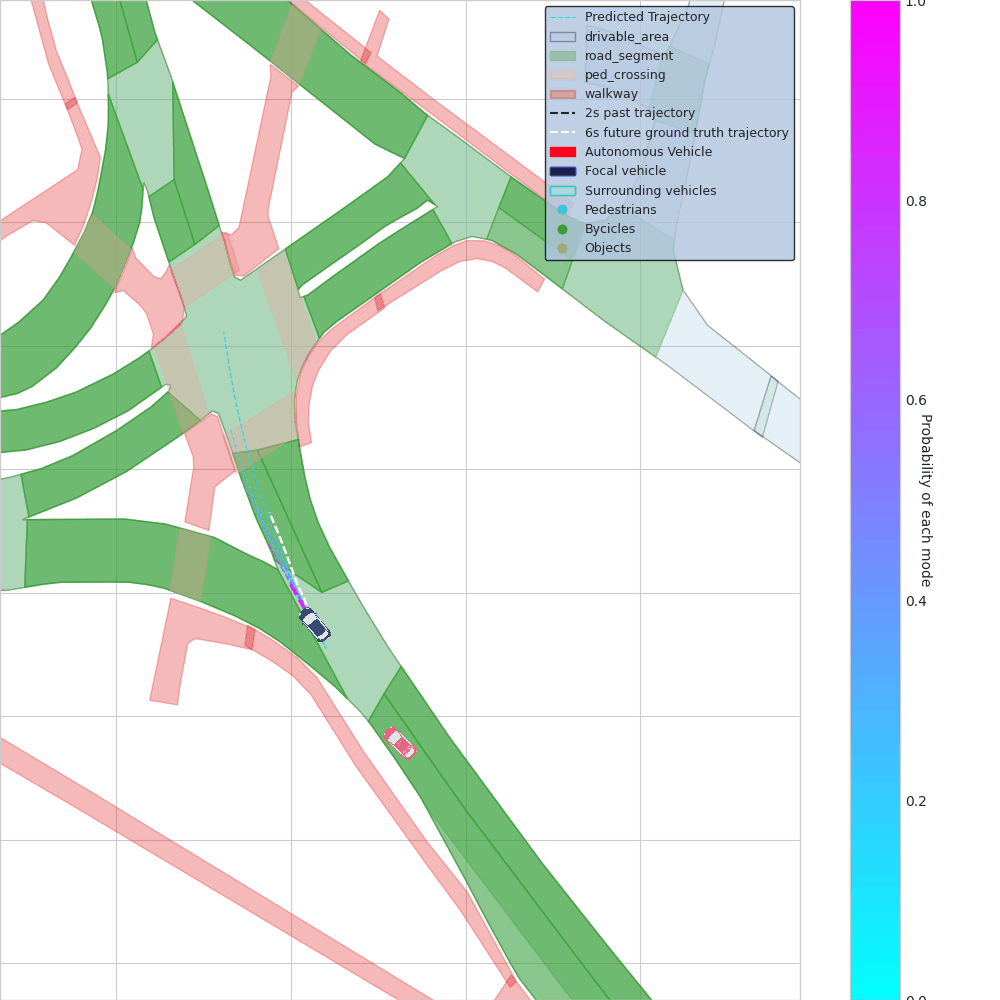 Predicted Trajectory
drivable_area
road_segment
ped_crossing
walkway
2s past trajectory
6s future ground truth trajectory
Autonomous Vehicle
Focal vehicle
Surrounding vehicles
Pedestrians
Bycicles
Objects
1.0
0.8
0.6
0.4
0.2
0.0
Probability of each mode